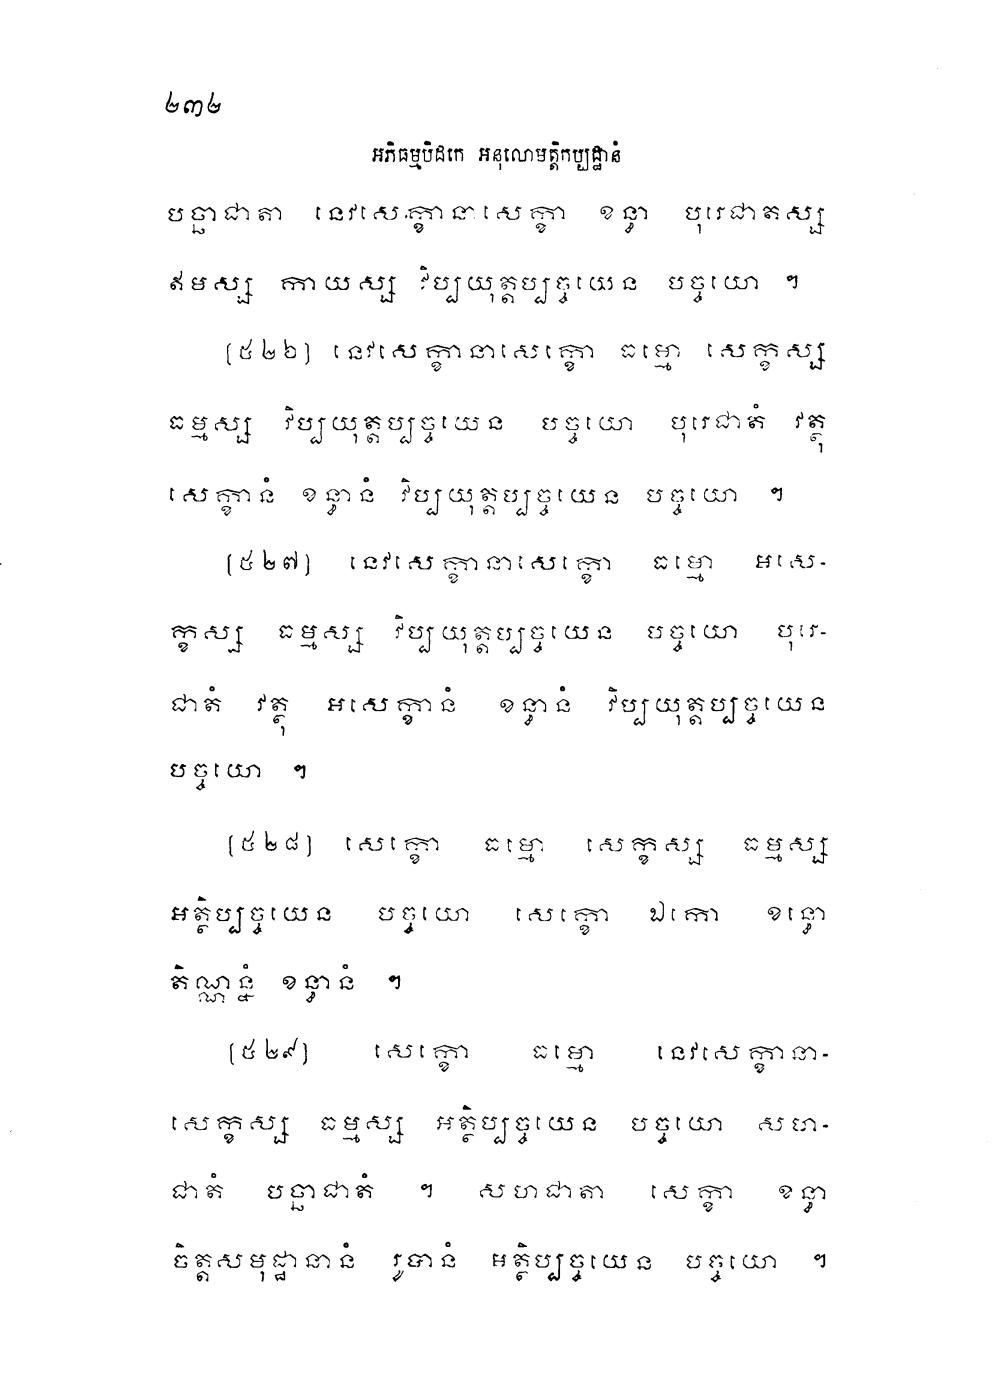 ២៣២
អភិធម្មបិដកេ អនុលោមត្តិកប្បដ្ឋានំ
បច្ឆាជាតា នេវសេក្ខានាសេក្ខា ខន្ធា បុរេជាតស្ស
ឥមស្ស កាយស្ស វិប្បយុត្តប្បច្ចយេន បច្ចយោ ។
(៥២៦) នេវសេក្ខានាសេក្ខោ ធម្មោ សេក្ខស្ស
ធម្មស្ស វិប្បយុត្តប្បច្ចយេន បច្ចយោ បុរេជាតំ វត្ថុ
សេក្ខានំ ខន្ធានំ វិប្បយុត្តប្បច្ចយេន បច្ចយោ ។
(៥២៧) នេវសេក្ខានាសេក្ខោ ធម្មោ អសេ-
ក្ខស្ស ធម្មស្ស វិប្បយុត្តប្បច្ចយេន បច្ចយោ បុរេ-
ជាតំ វត្ថុ អសេក្ខានំ ខន្ធានំ វិប្បយុត្តប្បច្ចយេន
បច្ចយោ ។
(៥២៨) សេក្ខោ ធម្មោ សេក្ខស្ស ធម្មស្ស
អត្ថិប្បច្ចយេន បច្ចយោ សេក្ខោ ឯកោ ខន្ធោ
តិណ្ណន្នំ ខន្ធានំ ។
(៥២៩) សេក្ខោ ធម្មោ នេវសេក្ខានា-
សេក្ខស្ស ធម្មស្ស អត្ថិប្បច្ចយេន បច្ចយោ សហ-
ជាតំ បច្ឆាជាតំ ។ សហជាតា សេក្ខា ខន្ធា
ចិត្តសមុដ្ឋានានំ រូបានំ អត្ថិប្បច្ចយេន បច្ចយោ ។